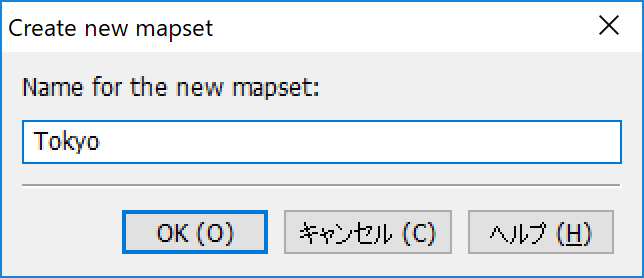 Create new mapset
Name for the new mapset:
Tokyo
OK (O) キャンセル (C) ヘルプ (H)